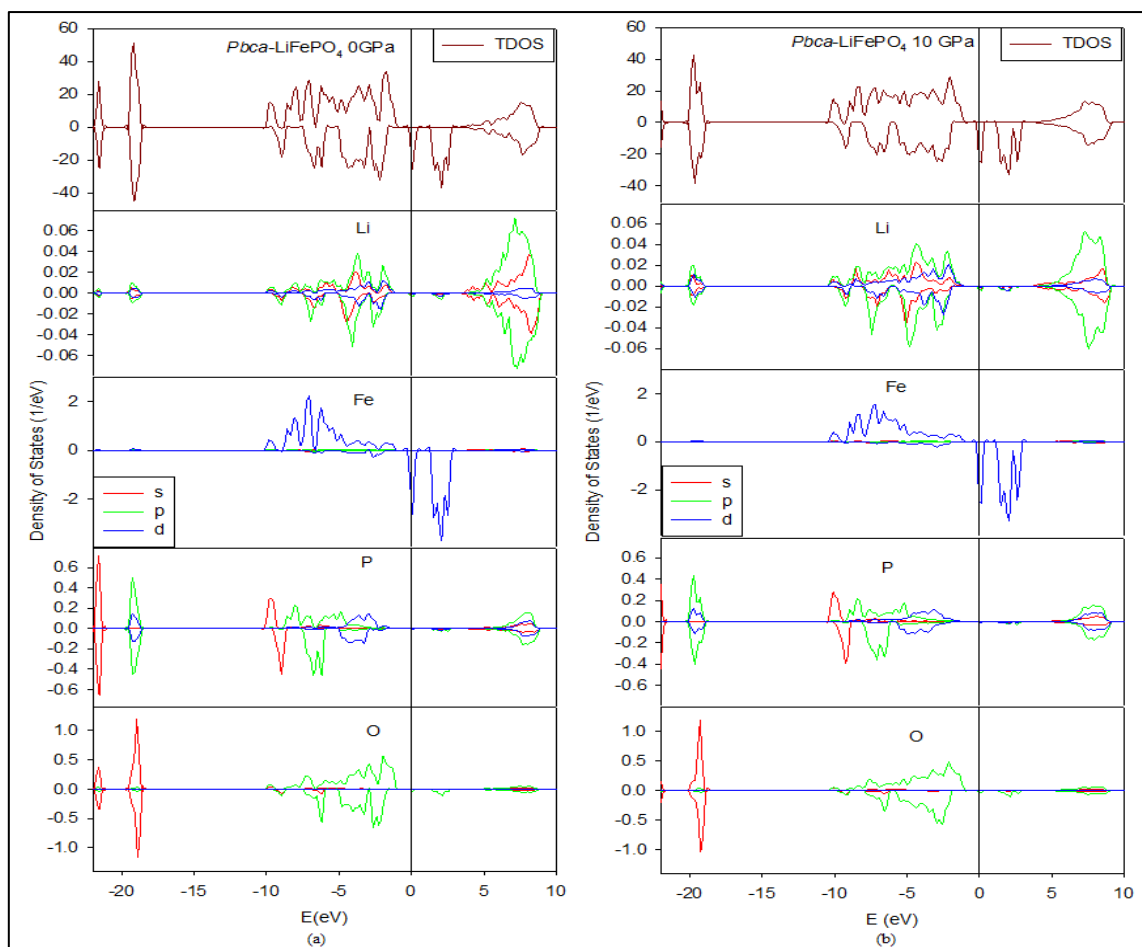 Pbca-LiFePO4 0GPa
TDOS
60
40
20
0
-20
-40
Li
0.06
0.04
0.02
0.00
-0.02
-0.04
-0.06
Fe
2
0
-2
s
p
d
P
0.6
0.4
0.2
0.0
-0.2
-0.4
-0.6
O
1.0
0.5
0.0
-0.5
-1.0
Density of States (1/eV)
-20
-15
-10
-5
0
5
10
E(eV)
(a)
Pbca-LiFePO4 10 GPa
TDOS
60
40
20
0
-20
-40
Li
0.06
0.04
0.02
0.00
-0.02
-0.04
-0.06
Fe
2
0
-2
s
p
d
P
0.6
0.4
0.2
0.0
-0.2
-0.4
-0.6
O
1.0
0.5
0.0
-0.5
-1.0
Density of States (1/eV)
-20
-15
-10
-5
0
5
10
E (eV)
(b)